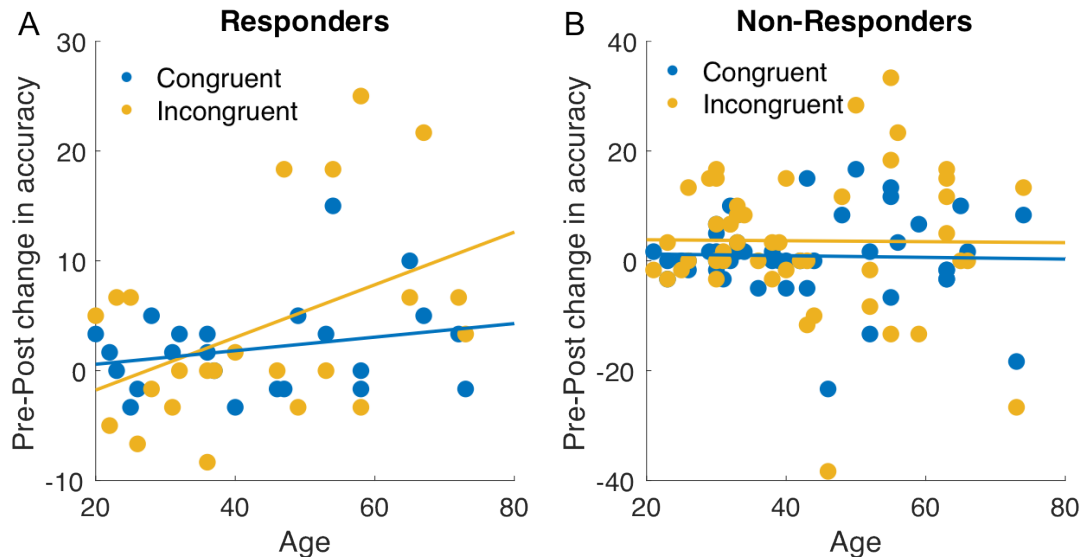 A
Responders
Pre-Post change in accuracy
30
20
10
0
-10
Congruent
Incongruent
20
40
60
80
Age
B
Non-Responders
Pre-Post change in accuracy
40
20
0
-20
-40
Congruent
Incongruent
20
40
60
80
Age